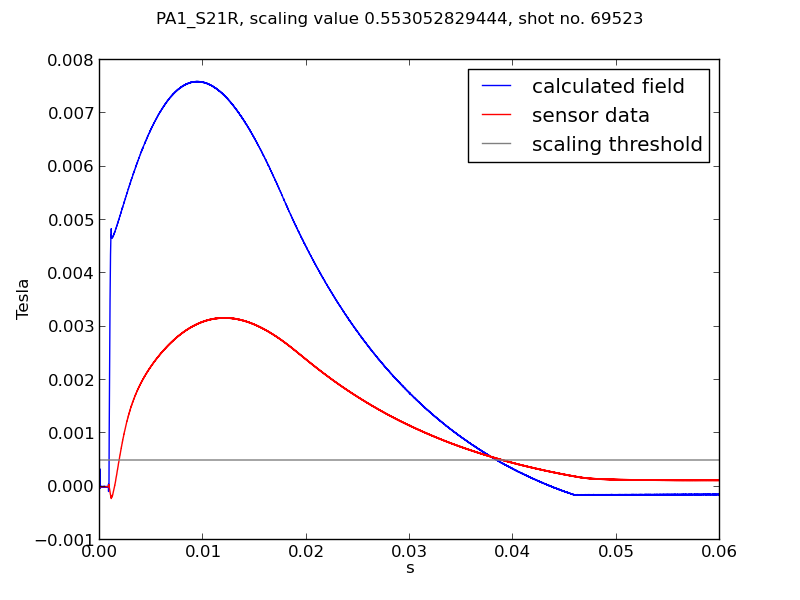 PA1_S21R, scaling value 0.553052829444, shot no. 69523
0.008
0.007
0.006
0.005
0.004
0.003
0.002
0.001
0.000
−0.001
Tesla
calculated field
sensor data
scaling threshold
0.00 0.01 0.02 0.03 0.04 0.05 0.06
s